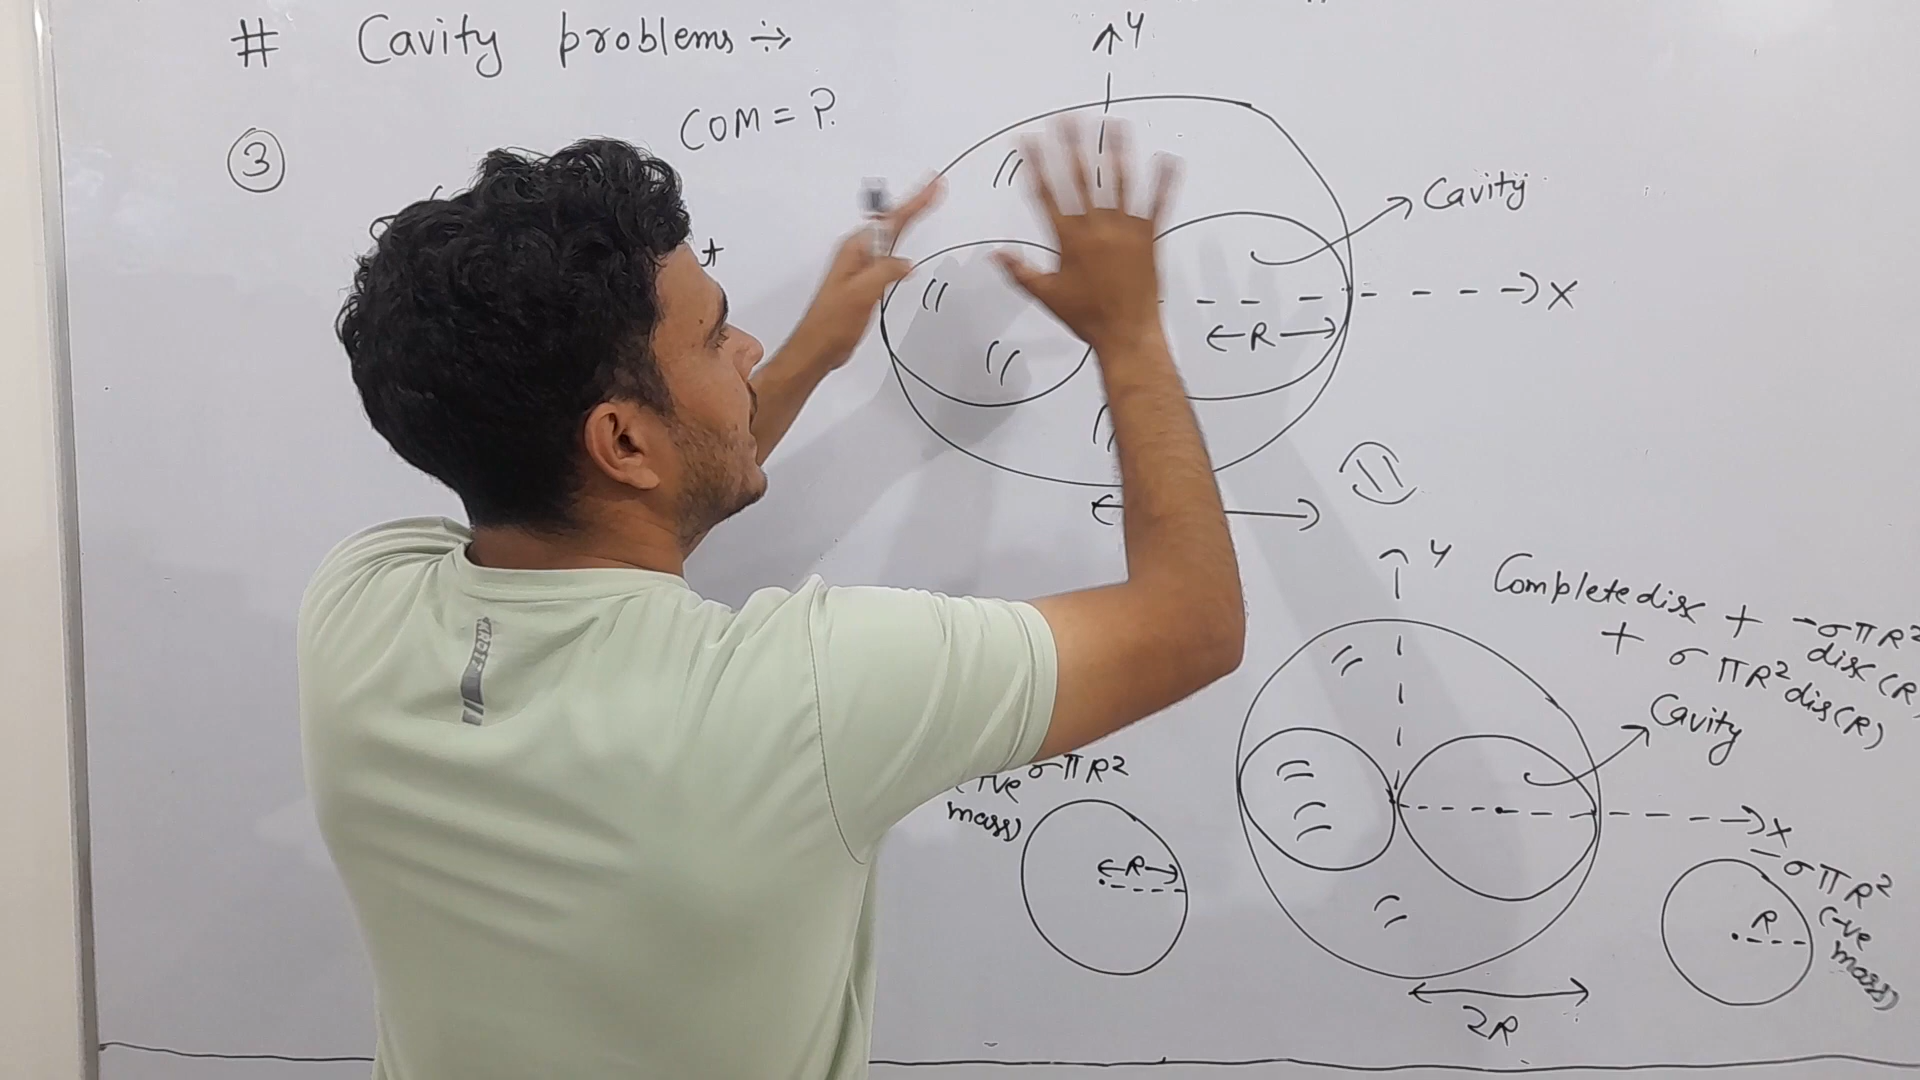 # Cavity problems ÷>
③
COM = ?
↑ Y
Cavity
X
R
↑ Y
Complete disc + -σπR²
disc (R)
+ σπR² disc (R)
Cavity
σπR²
(+ve
mass)
R
X
-σπR²
(-ve
mass)
R
2R